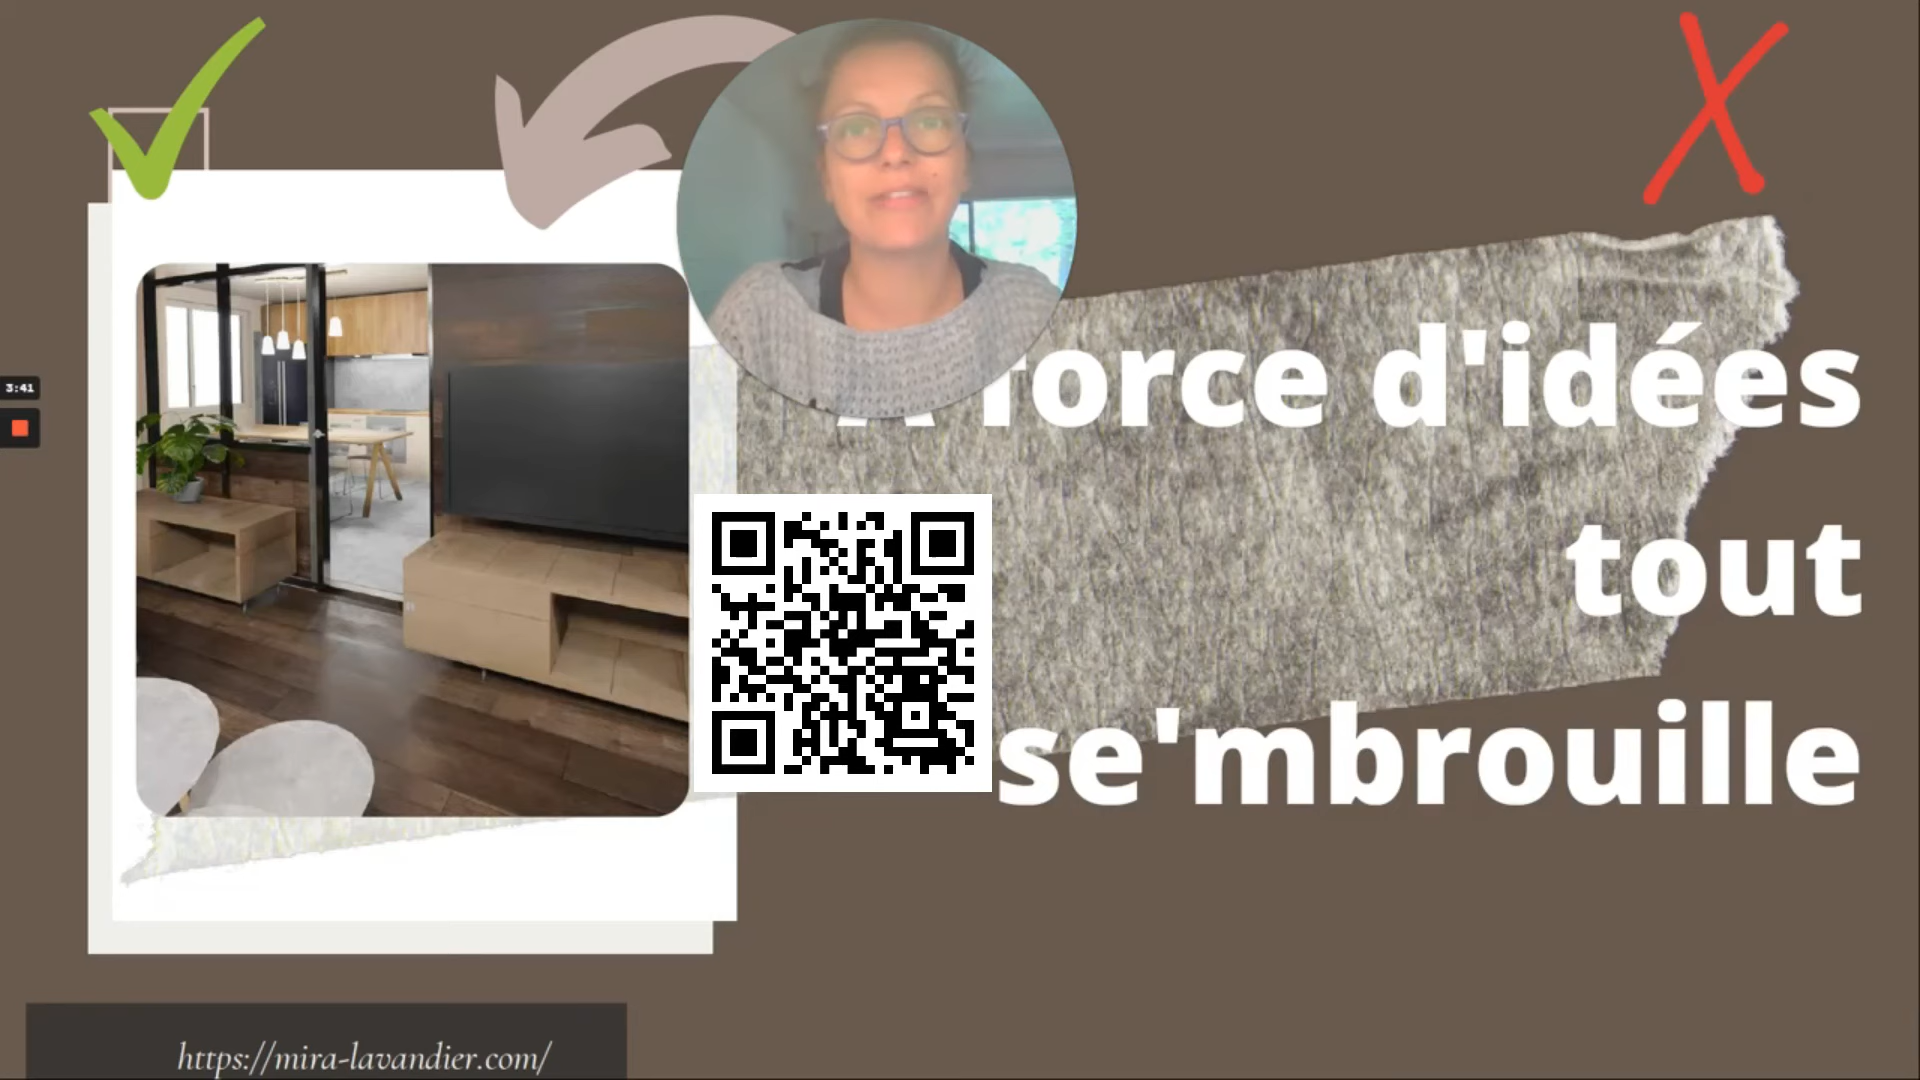 3:41
force d'idées
tout
se'mbrouille
https://mira-lavandier.com/